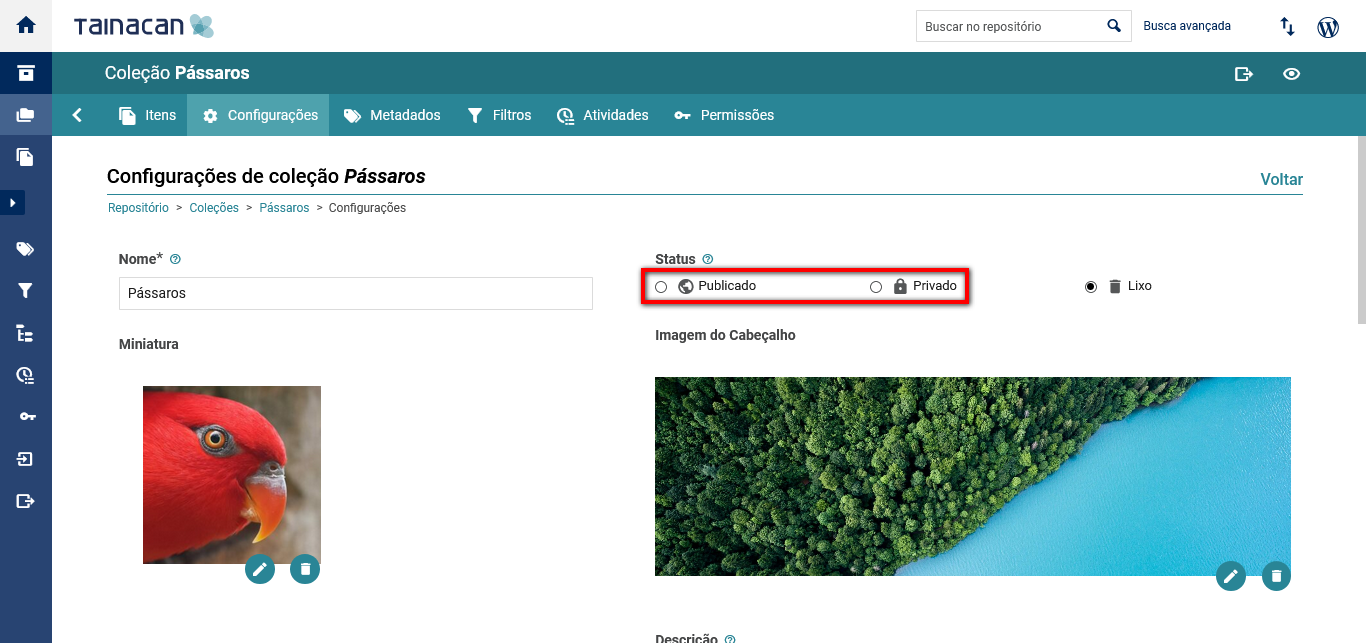 TAINACAN
Buscar no repositório
Busca avançada
Coleção Pássaros
Itens
Configurações
Metadados
Filtros
Atividades
Permissões
Configurações de coleção Pássaros
Voltar
Repositório > Coleções > Pássaros > Configurações
Nome*
Status
Pássaros
Publicado
Privado
Lixo
Miniatura
Imagem do Cabeçalho
Descrição